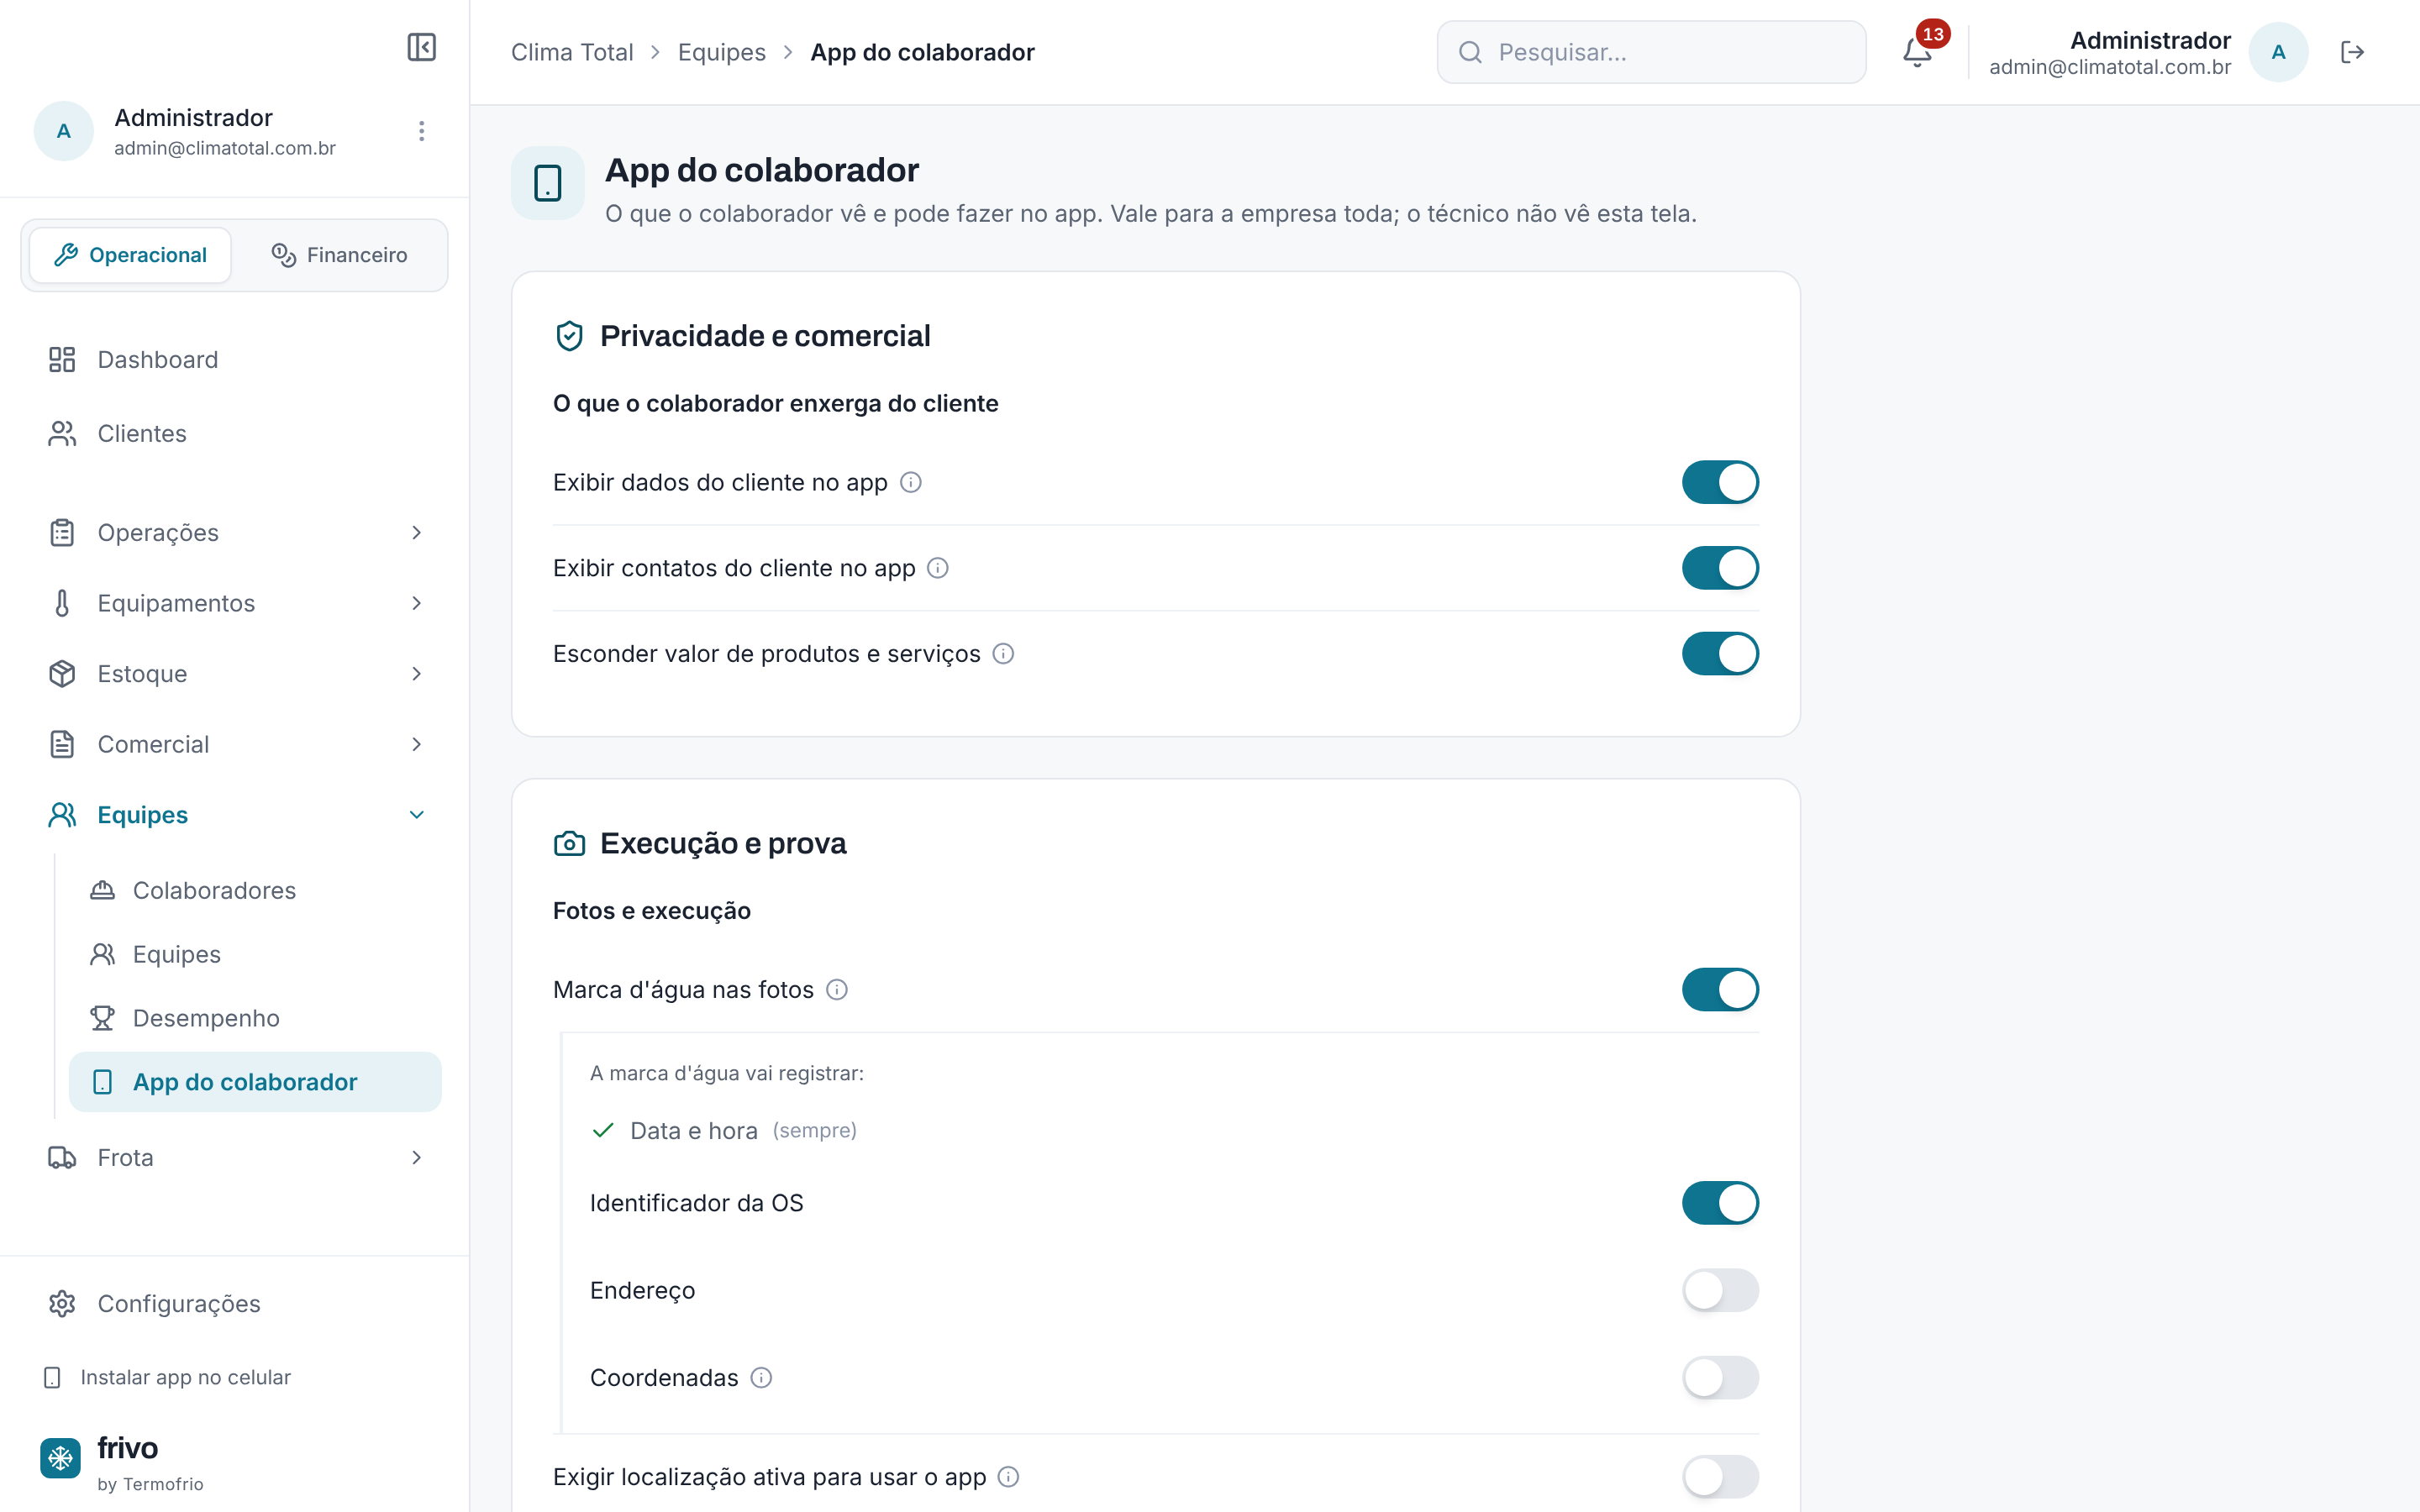 Administrador
admin@climatotal.com.br
A
Operacional
Financeiro
Dashboard
Clientes
Operações
Equipamentos
Estoque
Comercial
Equipes
Colaboradores
Equipes
Desempenho
App do colaborador
Frota
Configurações
Instalar app no celular
frivo
by Termofrio
Clima Total > Equipes > App do colaborador
Pesquisar...
13
Administrador
admin@climatotal.com.br
A
App do colaborador
O que o colaborador vê e pode fazer no app. Vale para a empresa toda; o técnico não vê esta tela.
Privacidade e comercial
O que o colaborador enxerga do cliente
Exibir dados do cliente no app
Exibir contatos do cliente no app
Esconder valor de produtos e serviços
Execução e prova
Fotos e execução
Marca d'água nas fotos
A marca d'água vai registrar:
Data e hora (sempre)
Identificador da OS
Endereço
Coordenadas
Exigir localização ativa para usar o app